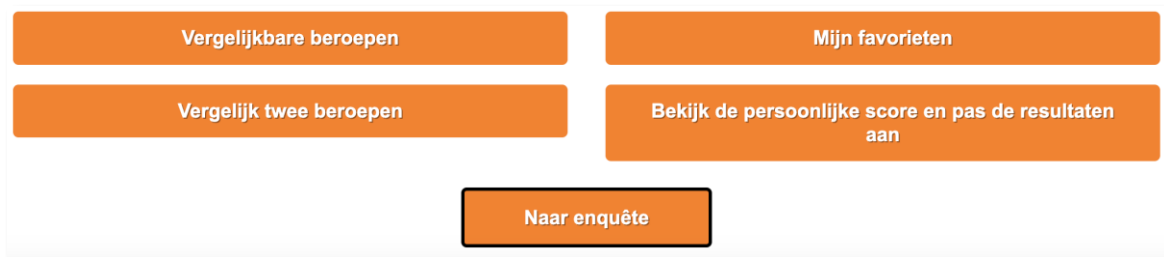 Vergelijkbare beroepen
Mijn favorieten
Vergelijk twee beroepen
Bekijk de persoonlijke score en pas de resultaten
aan
Naar enquête